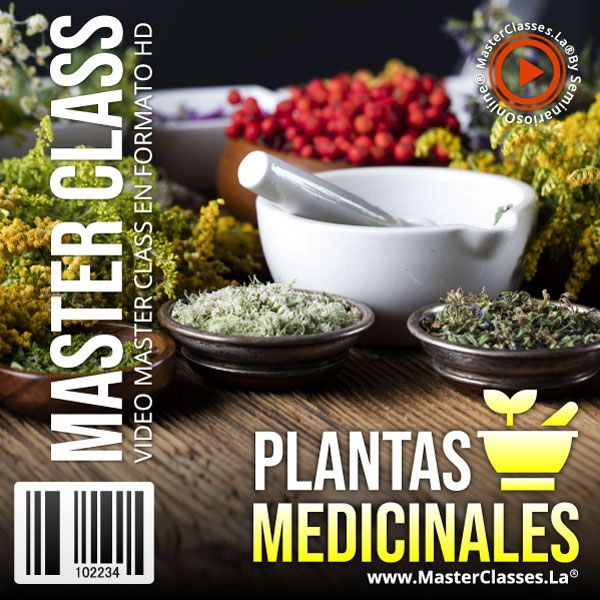 MASTER CLASS
VIDEO MASTER CLASS EN FORMATO HD
MasterClasses.La®By SeminariosOnline®
PLANTAS
MEDICINALES
www.MasterClasses.La®
102234